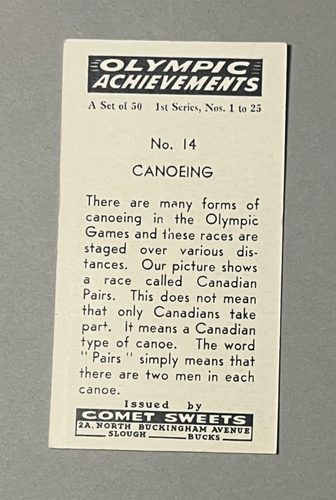 OLYMPIC
ACHIEVEMENTS
A Set of 50 1st Series, Nos. 1 to 25
No. 14
CANOEING
There are many forms of
canoeing in the Olympic
Games and these races are
staged over various dis-
tances. Our picture shows
a race called Canadian
Pairs. This does not mean
that only Canadians take
part. It means a Canadian
type of canoe. The word
"Pairs" simply means that
there are two men in each
canoe.
Issued by
COMET SWEETS
2A, NORTH BUCKINGHAM AVENUE
SLOUGH BUCKS